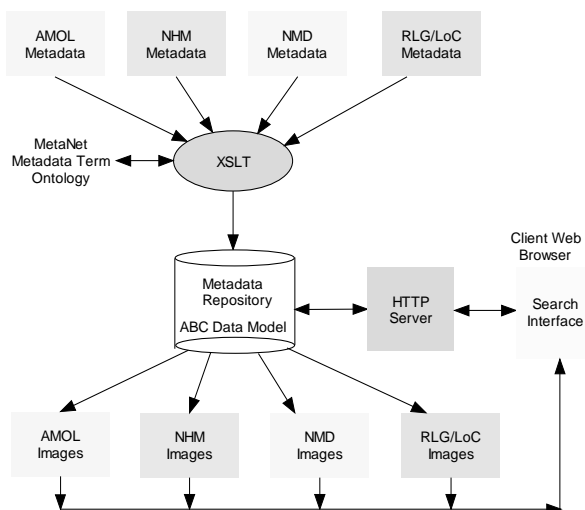 AMOL
Metadata
NHM
Metadata
NMD
Metadata
RLG/LoC
Metadata
MetaNet
Metadata Term
Ontology
XSLT
Client Web
Browser
Metadata
Repository
ABC Data Model
HTTP
Server
Search
Interface
AMOL
Images
NHM
Images
NMD
Images
RLG/LoC
Images